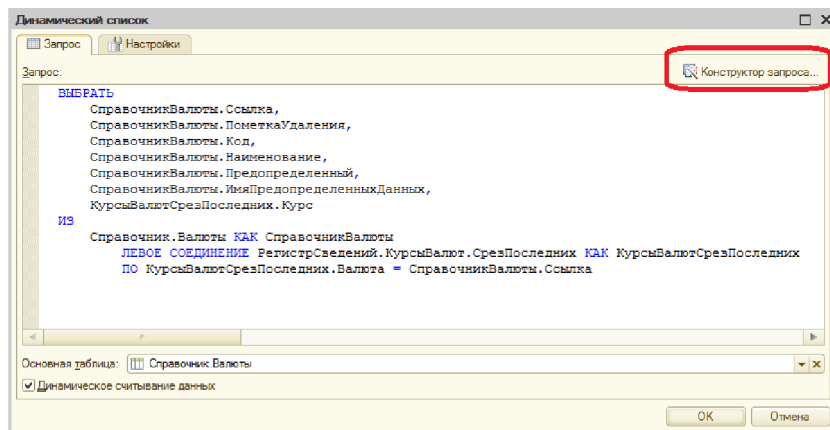 Динамический список
Запрос Настройки
Запрос: Конструктор запроса...
ВЫБРАТЬ
СправочникВалюты.Ссылка,
СправочникВалюты.ПометкаУдаления,
СправочникВалюты.Код,
СправочникВалюты.Наименование,
СправочникВалюты.Предопределенный,
СправочникВалюты.ИмяПредопределенныхДанных,
КурсыВалютСрезПоследних.Курс
ИЗ
Справочник.Валюты КАК СправочникВалюты
ЛЕВОЕ СОЕДИНЕНИЕ РегистрСведений.КурсыВалют.СрезПоследних КАК КурсыВалютСрезПоследних
ПО КурсыВалютСрезПоследних.Валюта = СправочникВалюты.Ссылка
Основная таблица: Справочник.Валюты
Динамическое считывание данных
ОК Отмена